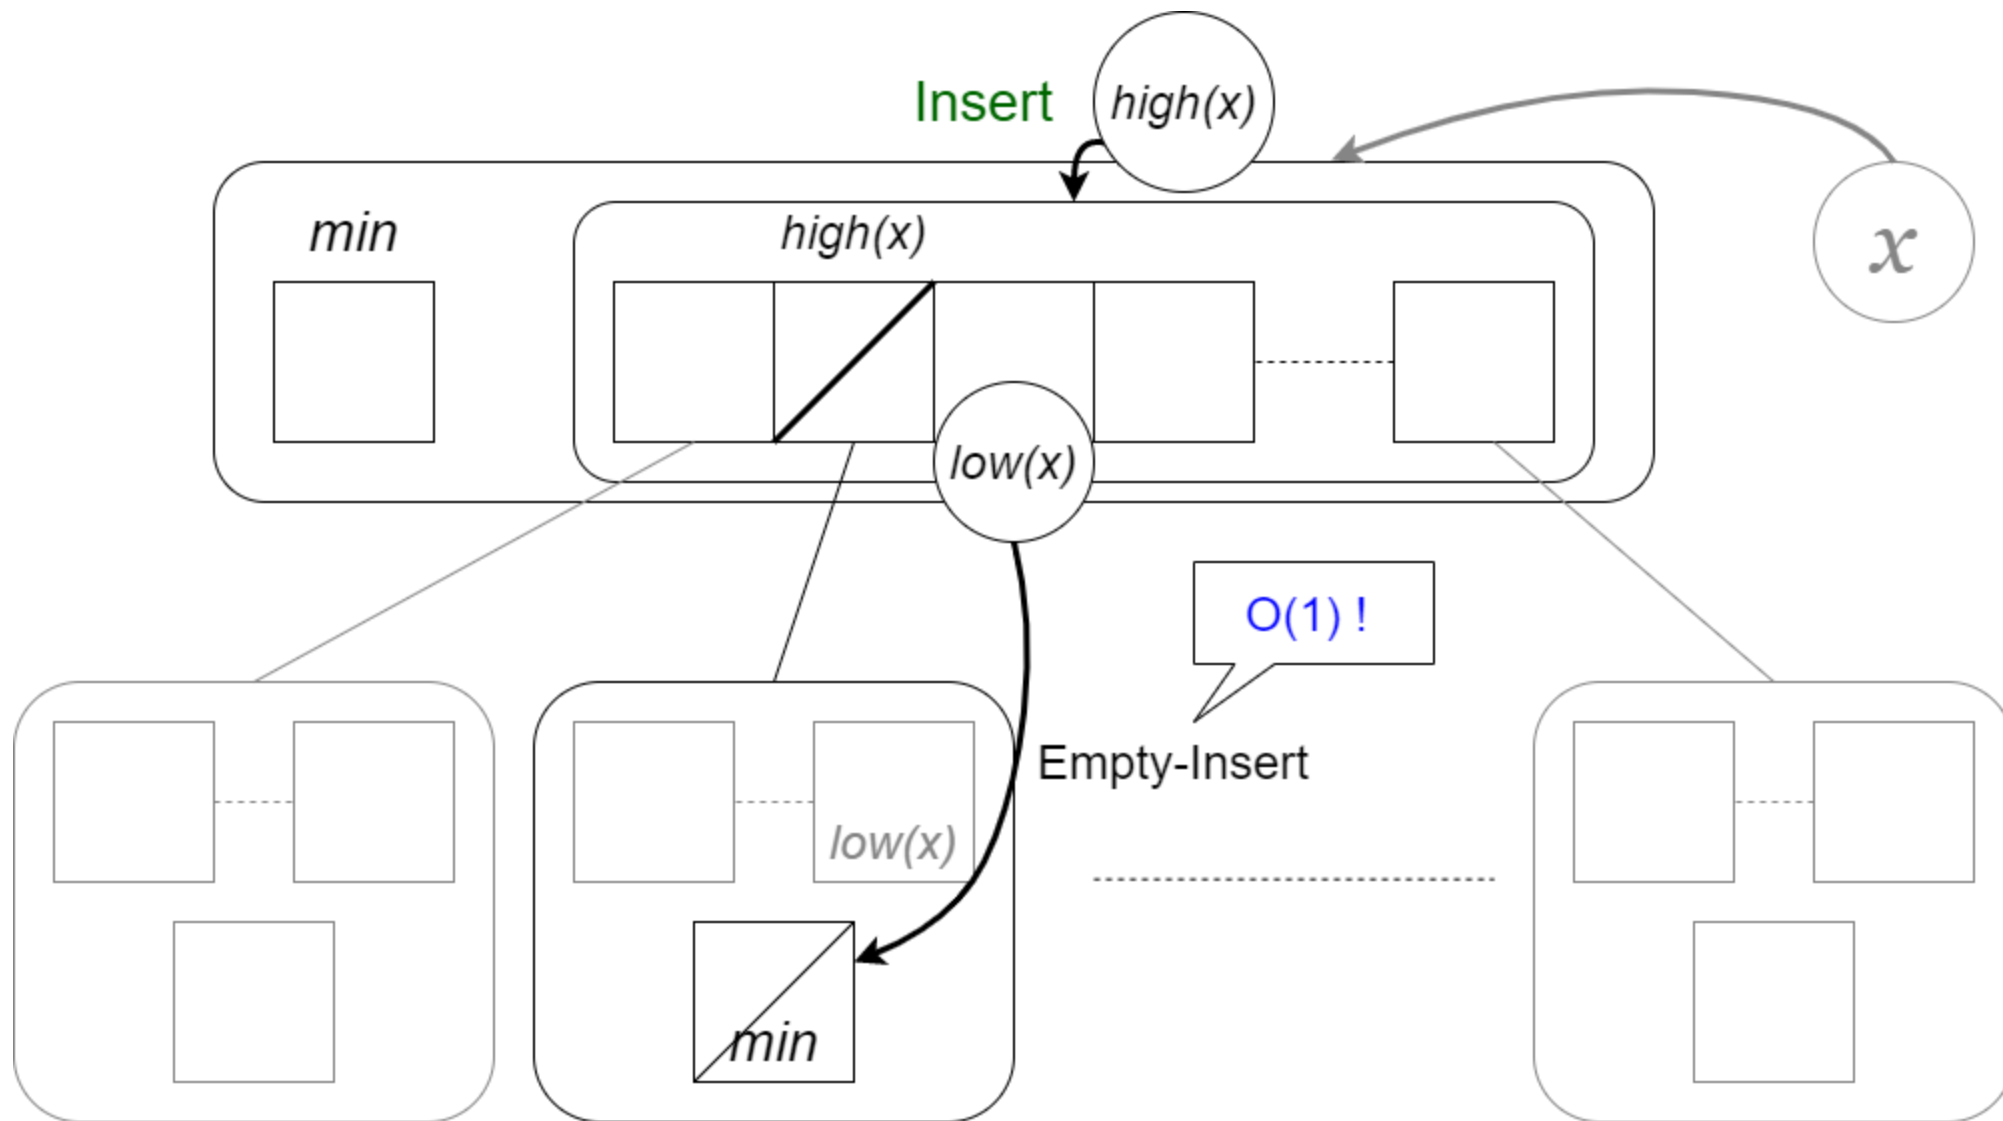 Insert
high(x)
min
high(x)
x
low(x)
O(1) !
Empty-Insert
low(x)
min